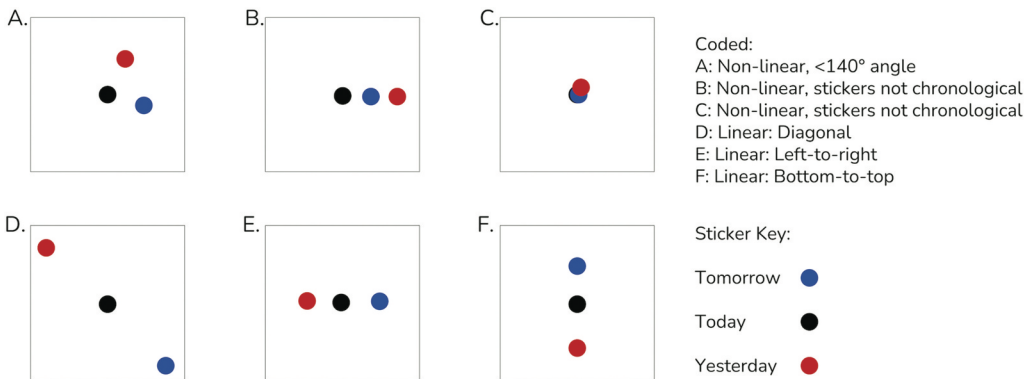 A.
B.
C.
Coded:
A: Non-linear, <140° angle
B: Non-linear, stickers not chronological
C: Non-linear, stickers not chronological
D: Linear: Diagonal
E: Linear: Left-to-right
F: Linear: Bottom-to-top
D.
E.
F.
Sticker Key:
Tomorrow
Today
Yesterday